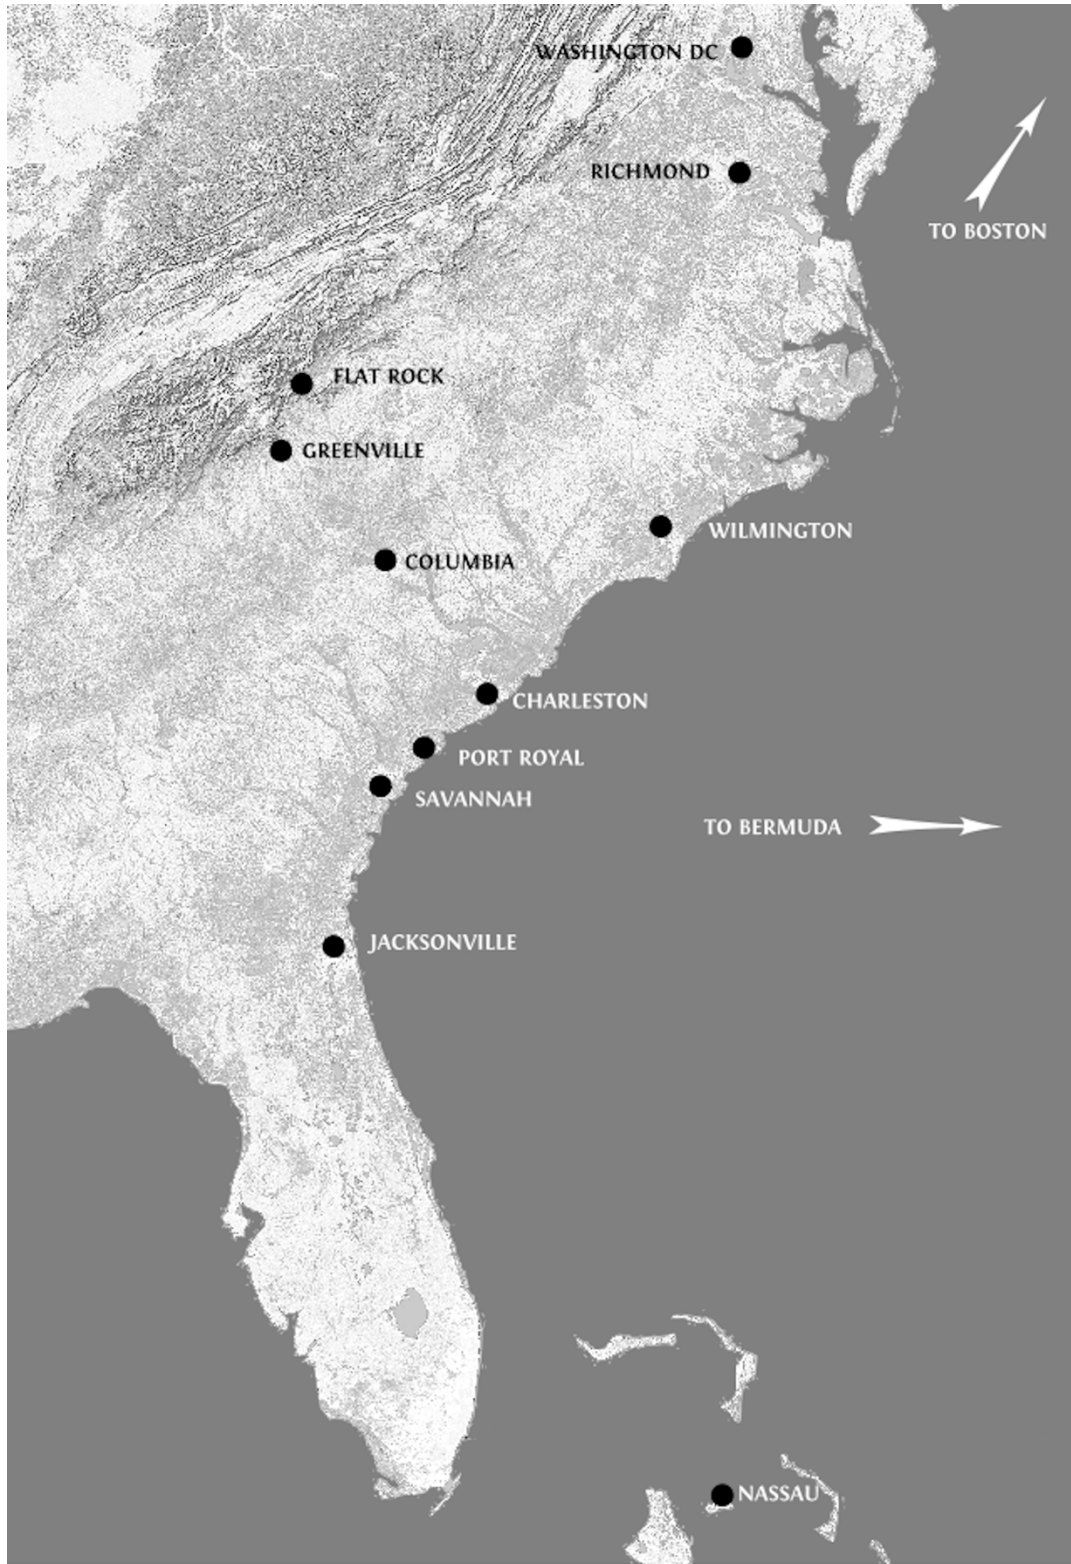 WASHINGTON DC
RICHMOND
TO BOSTON
FLAT ROCK
GREENVILLE
WILMINGTON
COLUMBIA
CHARLESTON
PORT ROYAL
SAVANNAH
TO BERMUDA
JACKSONVILLE
NASSAU